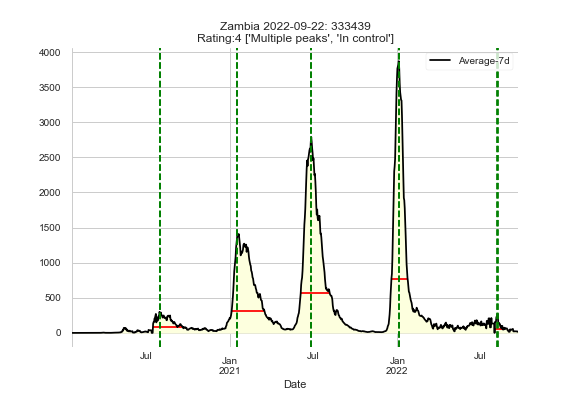 Zambia 2022-09-22: 333439
Rating:4 ['Multiple peaks', 'In control']
Average-7d
4000
3500
3000
2500
2000
1500
1000
500
0
Jul
Jan
2021
Jul
Jan
2022
Jul
Date